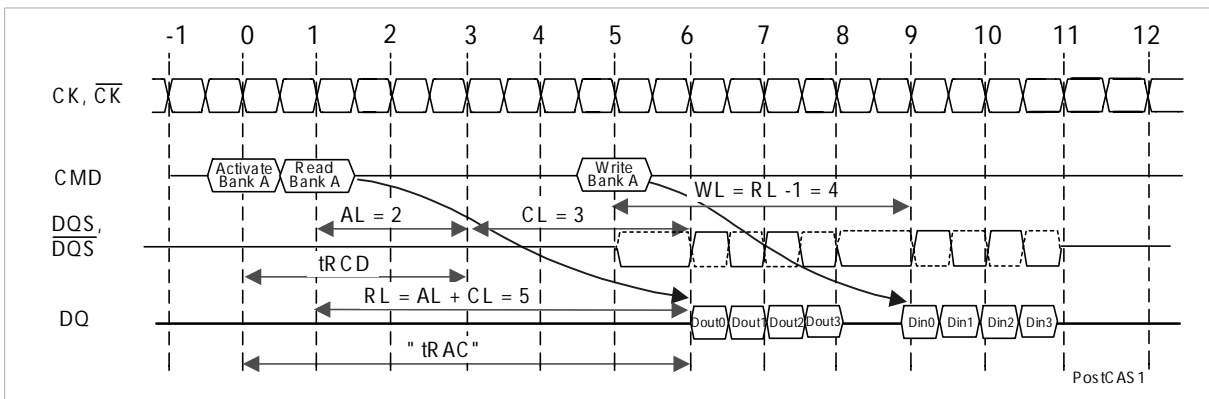 -1 0 1 2 3 4 5 6 7 8 9 10 11 12
CK, CK
CMD
Activate Bank A
Read Bank A
Write Bank A
WL = RL -1 = 4
AL = 2
CL = 3
DQS,
DQS
tRCD
RL = AL + CL = 5
DQ
Dout0 Dout1 Dout2 Dout3
Din0 Din1 Din2 Din3
"tRAC"
PostCAS1